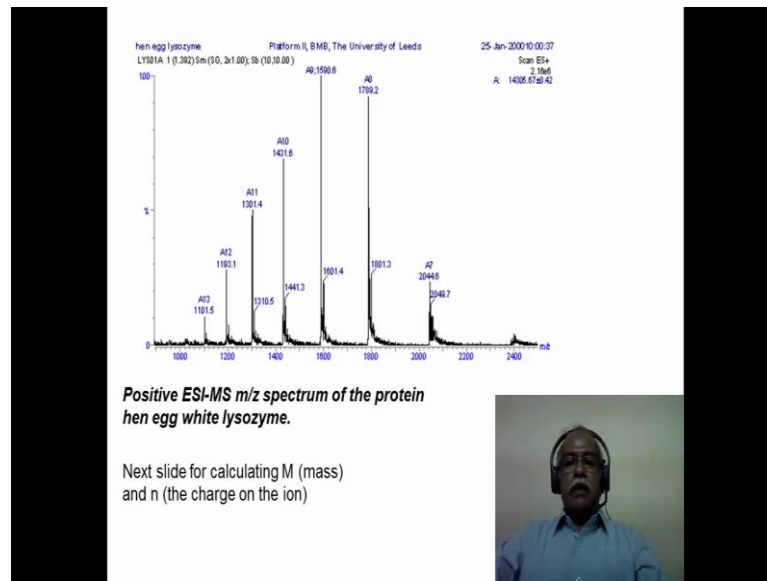 hen egg lysozyme Platform II, BMB, The University of Leeds 25-Jan-2000 10:00:37
LYS01A 1 (1.392) Sm (SG, 2x1.00); Sb (10,10.00 ) Scan ES+
2.16e6
A: 14305.67±0.42
100
A9;1590.6
A8
1789.2
A10
1431.6
A11
1301.4
%
A12
1193.1
A7
2044.6
A13
1101.5
1310.5
1441.3
1601.4
1801.3
2049.7
0
m/z
1000 1200 1400 1600 1800 2000 2200 2400
Positive ESI-MS m/z spectrum of the protein
hen egg white lysozyme.
Next slide for calculating M (mass)
and n (the charge on the ion)